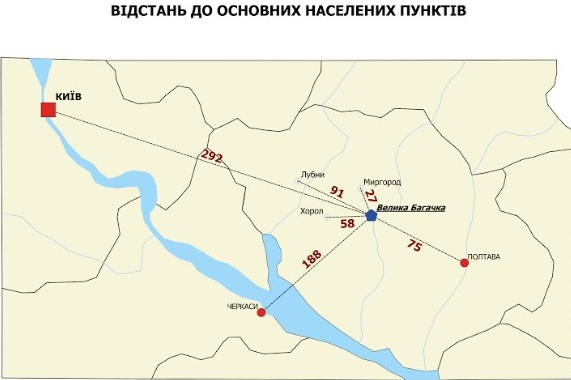 ВІДСТАНЬ ДО ОСНОВНИХ НАСЕЛЕНИХ ПУНКТІВ
КИЇВ
292
Лубни
91
Миргород
27
Хорол
58
Велика Багачка
75
188
ПОЛТАВА
ЧЕРКАСИ